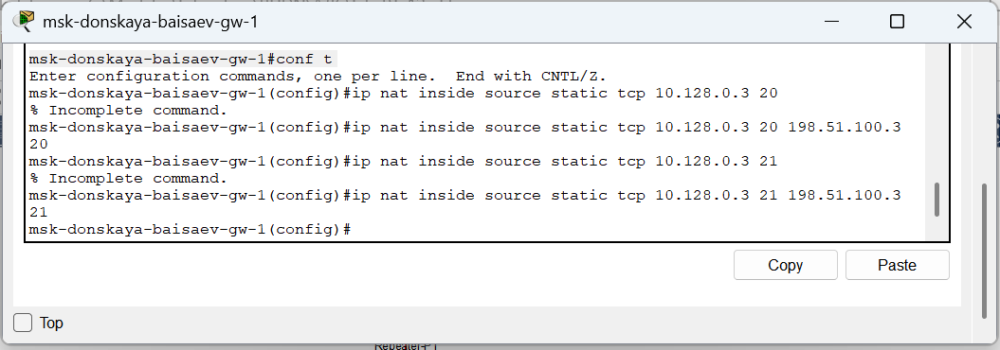 msk-donskaya-baisaev-gw-1
msk-donskaya-baisaev-gw-1#conf t
Enter configuration commands, one per line.  End with CNTL/Z.
msk-donskaya-baisaev-gw-1(config)#ip nat inside source static tcp 10.128.0.3 20
% Incomplete command.
msk-donskaya-baisaev-gw-1(config)#ip nat inside source static tcp 10.128.0.3 20 198.51.100.3
20
msk-donskaya-baisaev-gw-1(config)#ip nat inside source static tcp 10.128.0.3 21
% Incomplete command.
msk-donskaya-baisaev-gw-1(config)#ip nat inside source static tcp 10.128.0.3 21 198.51.100.3
21
msk-donskaya-baisaev-gw-1(config)#
Copy
Paste
Top
Repeater-PT